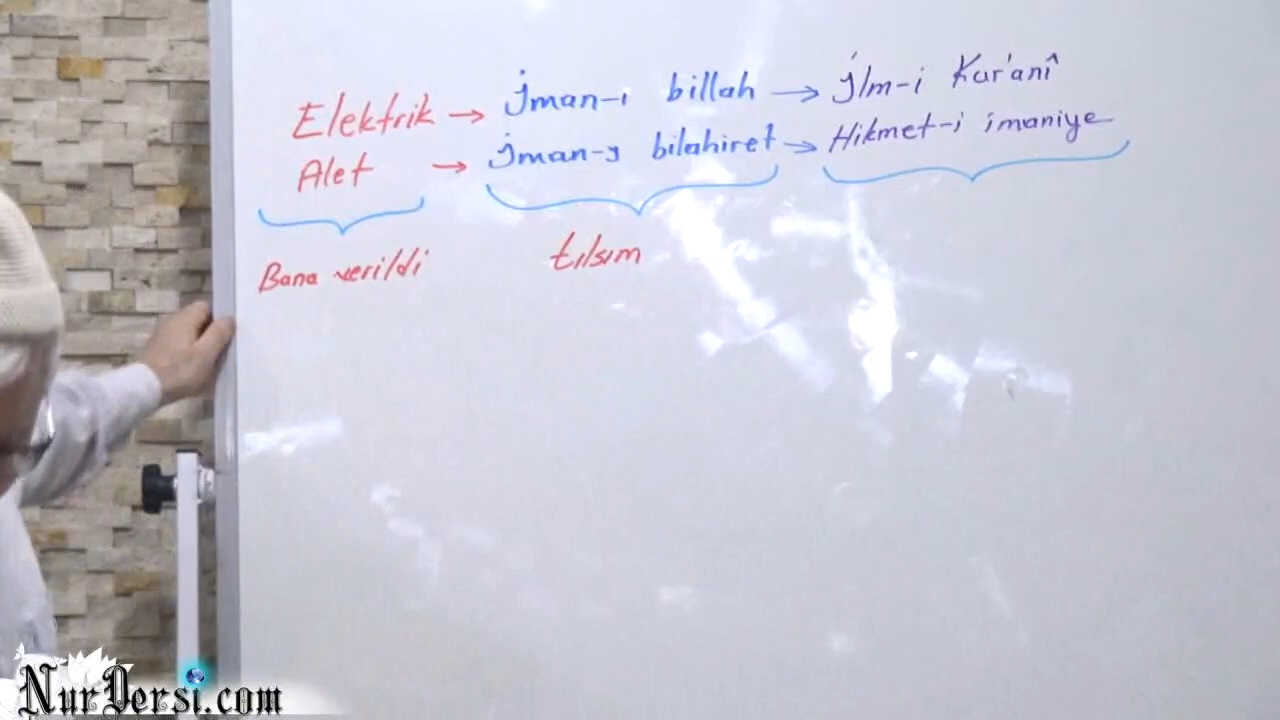 Elektrik → İman-ı billah → İlm-i Kur'anî
Alet → İman-ı bilahiret → Hikmet-i imaniye
Bana verildi tılsım
NurDersi.com